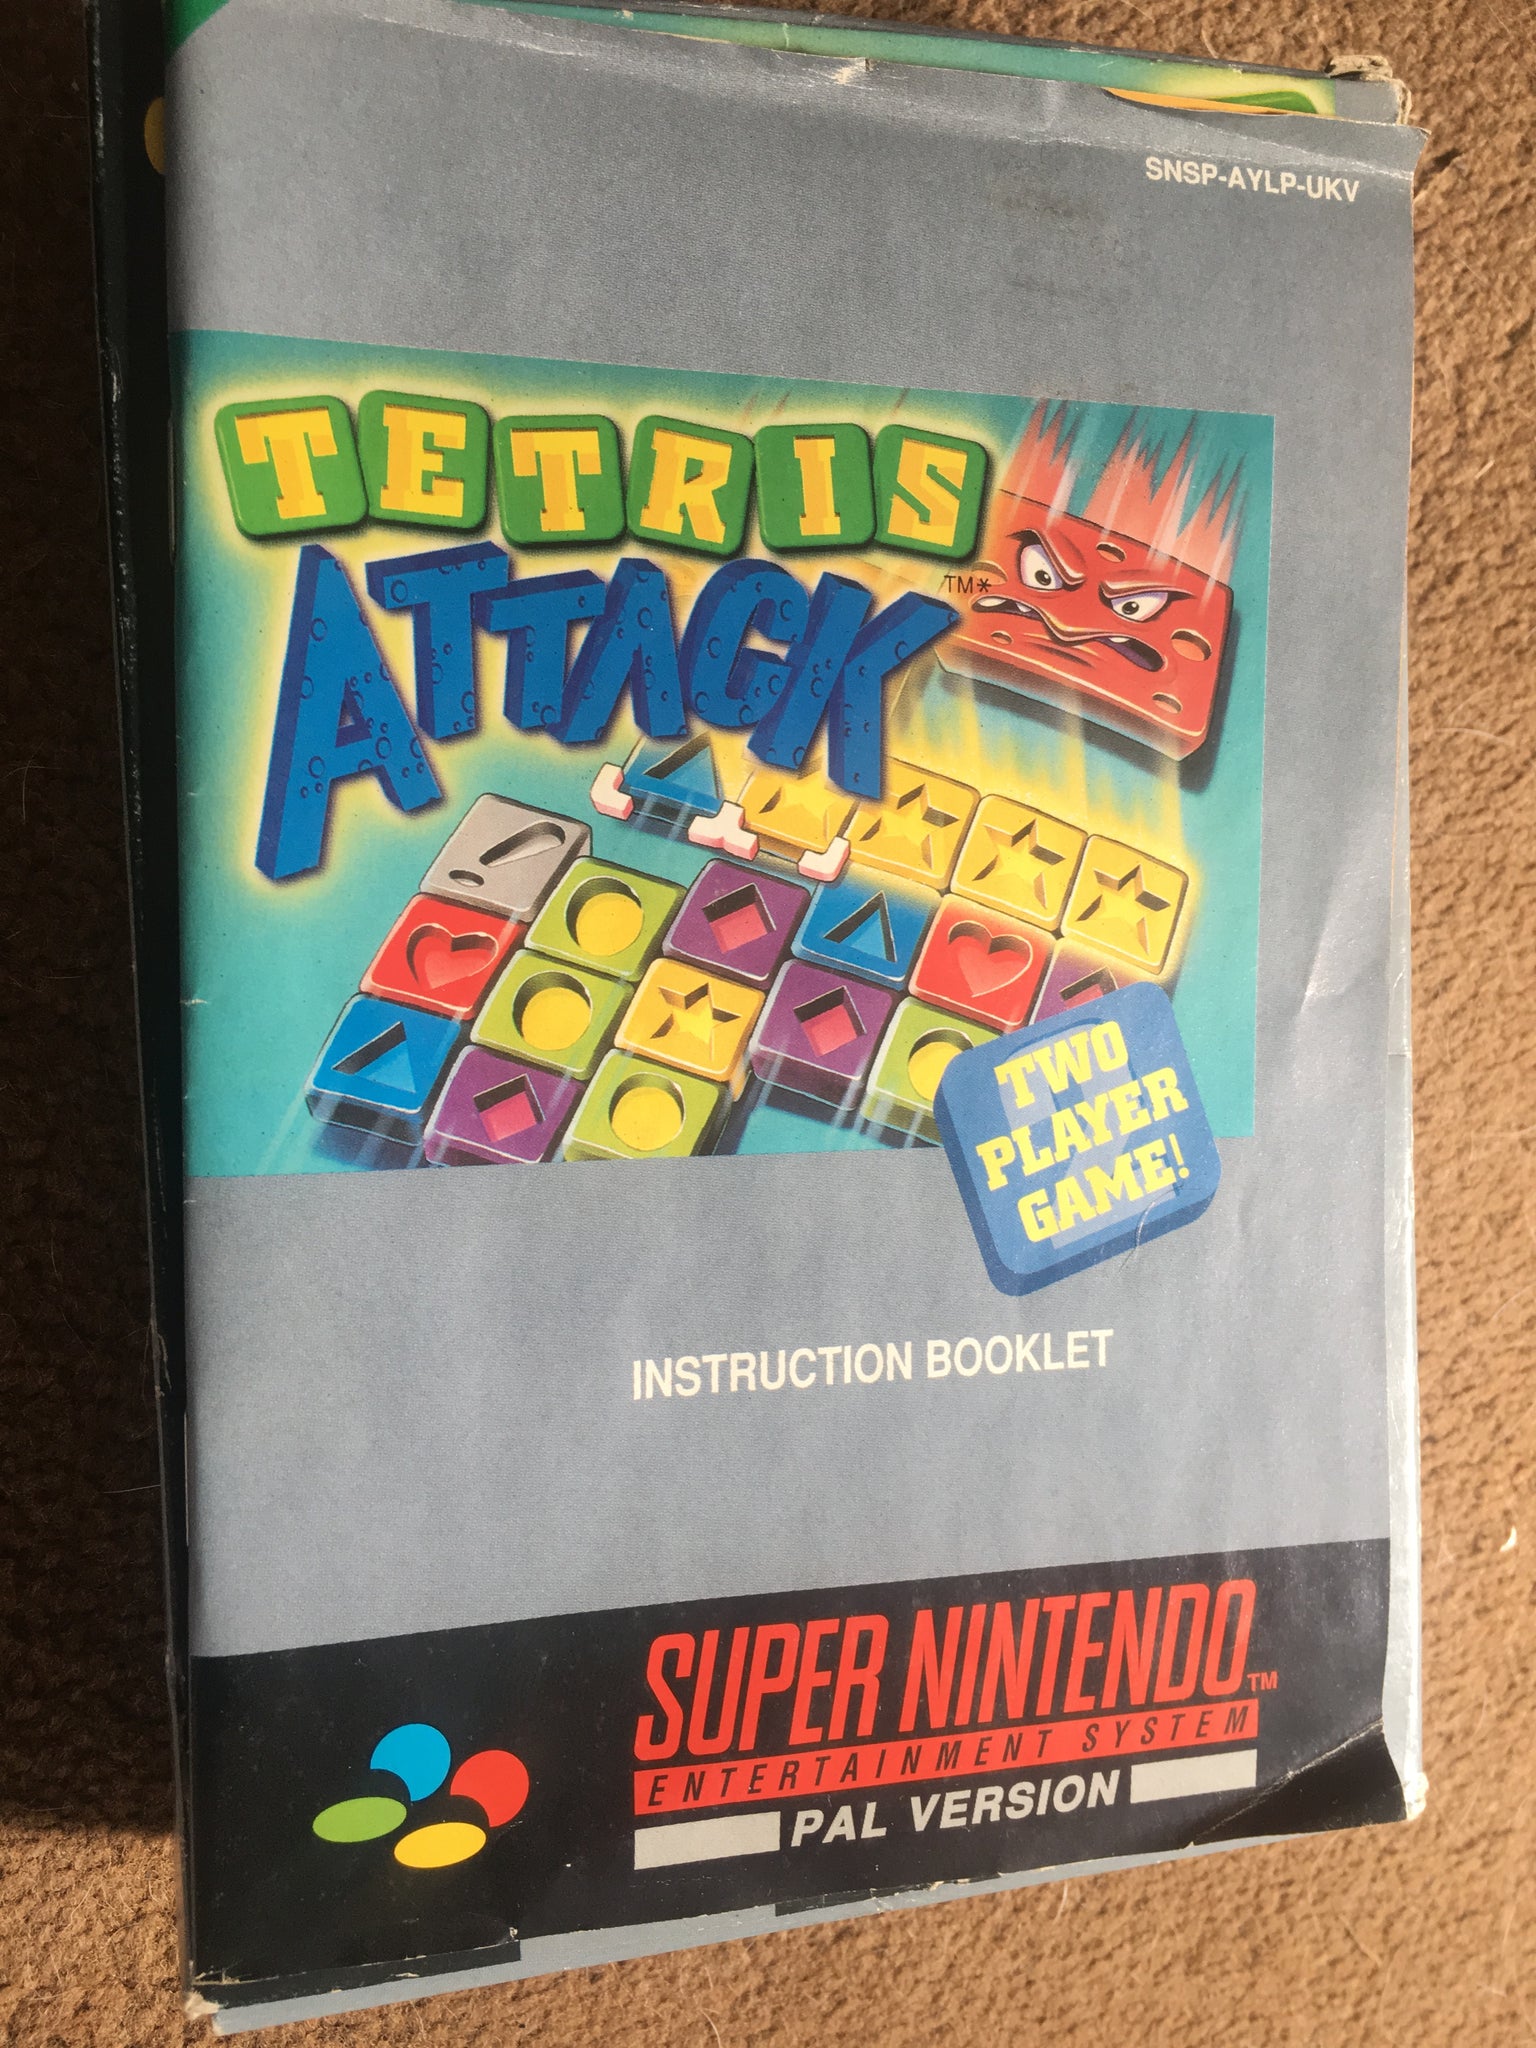 SNSP-AYLP-UKV
TETRIS
ATTACK
TM*
TWO
PLAYER
GAME!
INSTRUCTION BOOKLET
SUPER NINTENDO TM
ENTERTAINMENT SYSTEM
PAL VERSION